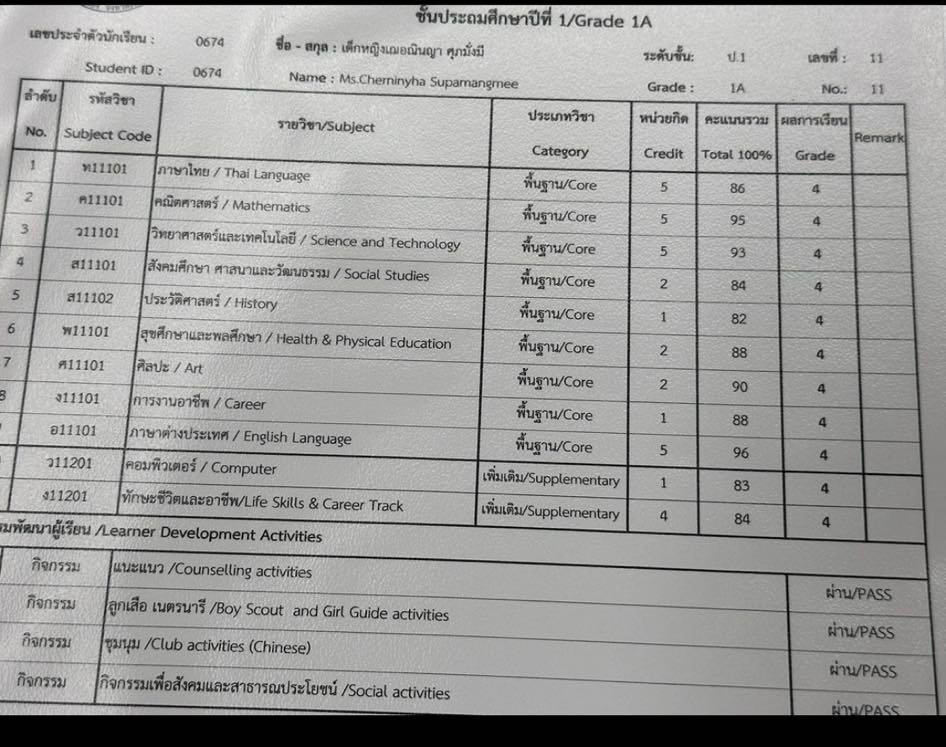 ชั้นประถมศึกษาปีที่ 1/Grade 1A
เลขประจำตัวนักเรียน : 0674 ชื่อ - สกุล : เด็กหญิงเฌอณินญา ศุภมั่งมี ระดับชั้น: ป.1 เลขที่ : 11
Student ID : 0674 Name : Ms.Cherninyha Supamangmee Grade : 1A No.: 11
ลำดับ รหัสวิชา รายวิชา/Subject ประเภทวิชา หน่วยกิต คะแนนรวม ผลการเรียน Remark
No. Subject Code Category Credit Total 100% Grade
1 ท11101 ภาษาไทย / Thai Language พื้นฐาน/Core 5 86 4
2 ค11101 คณิตศาสตร์ / Mathematics พื้นฐาน/Core 5 95 4
3 ว11101 วิทยาศาสตร์และเทคโนโลยี / Science and Technology พื้นฐาน/Core 5 93 4
4 ส11101 สังคมศึกษา ศาสนาและวัฒนธรรม / Social Studies พื้นฐาน/Core 2 84 4
5 ส11102 ประวัติศาสตร์ / History พื้นฐาน/Core 1 82 4
6 พ11101 สุขศึกษาและพลศึกษา / Health & Physical Education พื้นฐาน/Core 2 88 4
7 ศ11101 ศิลปะ / Art พื้นฐาน/Core 2 90 4
8 ง11101 การงานอาชีพ / Career พื้นฐาน/Core 1 88 4
อ11101 ภาษาต่างประเทศ / English Language พื้นฐาน/Core 5 96 4
ว11201 คอมพิวเตอร์ / Computer เพิ่มเติม/Supplementary 1 83 4
ง11201 ทักษะชีวิตและอาชีพ/Life Skills & Career Track เพิ่มเติม/Supplementary 4 84 4
รมพัฒนาผู้เรียน /Learner Development Activities
กิจกรรม แนะแนว /Counselling activities ผ่าน/PASS
กิจกรรม ลูกเสือ เนตรนารี /Boy Scout and Girl Guide activities ผ่าน/PASS
กิจกรรม ชุมนุม /Club activities (Chinese) ผ่าน/PASS
กิจกรรม กิจกรรมเพื่อสังคมและสาธารณประโยชน์ /Social activities ผ่าน/PASS